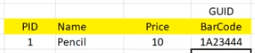 GUID
PID Name Price BarCode
1 Pencil 10 1A23444